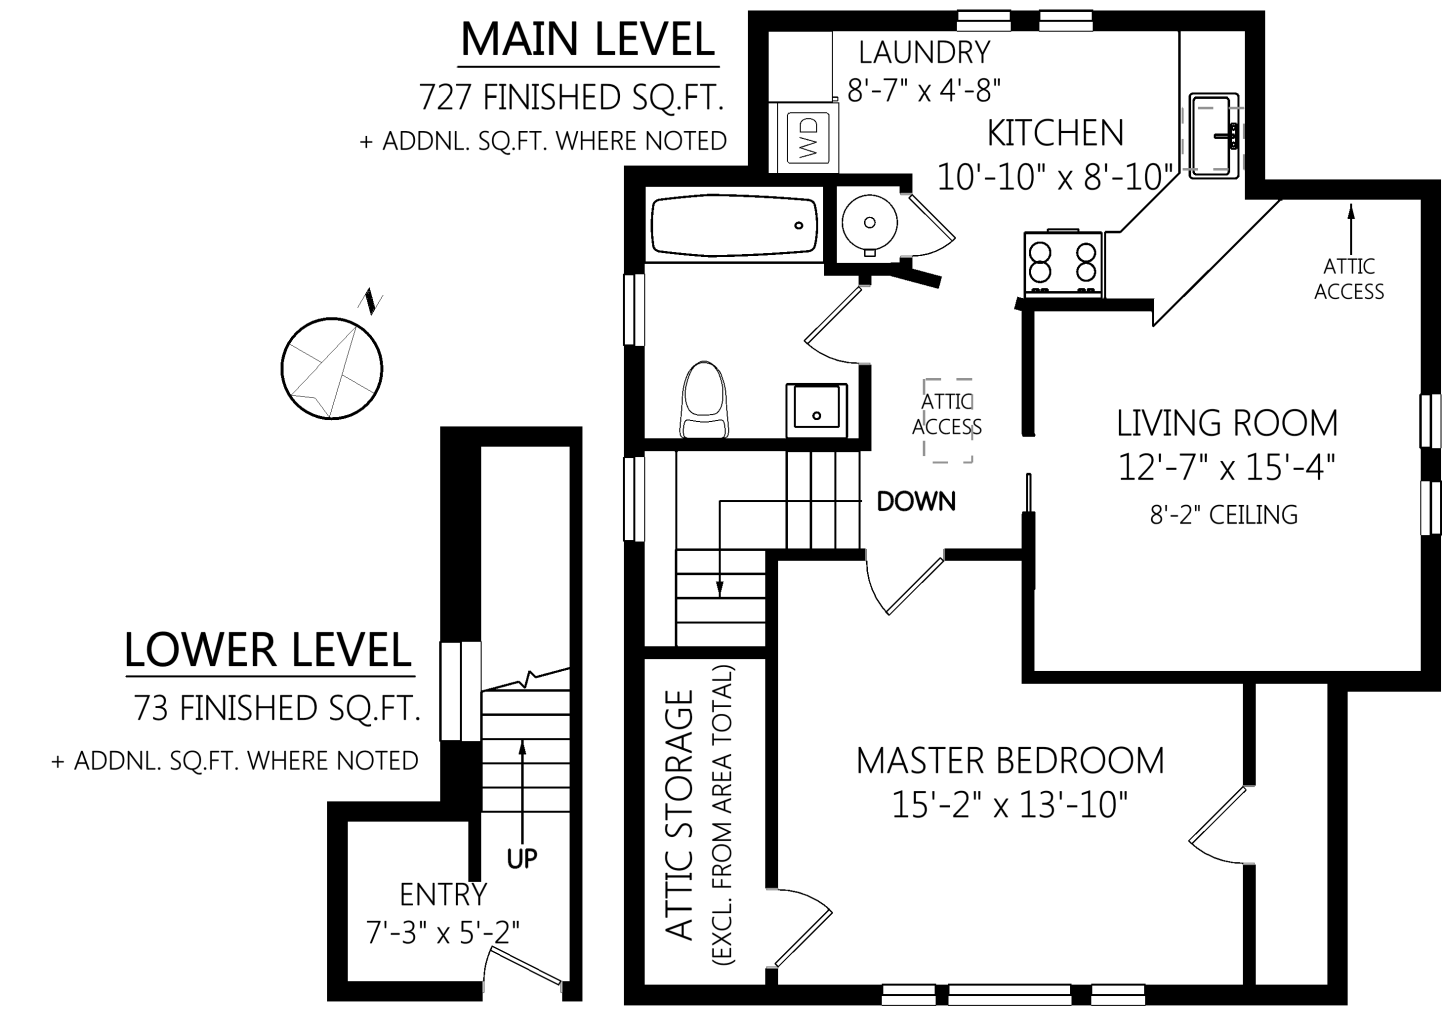 MAIN LEVEL
727 FINISHED SQ.FT.
+ ADDNL. SQ.FT. WHERE NOTED
LAUNDRY
8'-7" x 4'-8"
WD
KITCHEN
10'-10" x 8'-10"
ATTIC
ACCESS
N
ATTIC
ACCESS
LIVING ROOM
12'-7" x 15'-4"
8'-2" CEILING
DOWN
LOWER LEVEL
73 FINISHED SQ.FT.
+ ADDNL. SQ.FT. WHERE NOTED
UP
ENTRY
7'-3" x 5'-2"
ATTIC STORAGE
(EXCL. FROM AREA TOTAL)
MASTER BEDROOM
15'-2" x 13'-10"